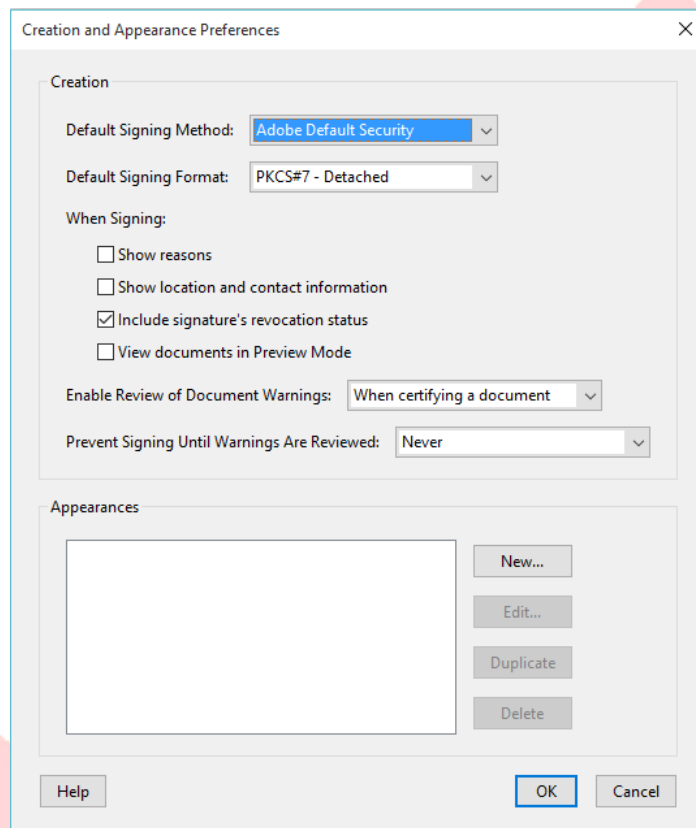 Creation and Appearance Preferences
Creation
Default Signing Method: Adobe Default Security
Default Signing Format: PKCS#7 - Detached
When Signing:
Show reasons
Show location and contact information
Include signature's revocation status
View documents in Preview Mode
Enable Review of Document Warnings: When certifying a document
Prevent Signing Until Warnings Are Reviewed: Never
Appearances
New...
Edit...
Duplicate
Delete
Help OK Cancel